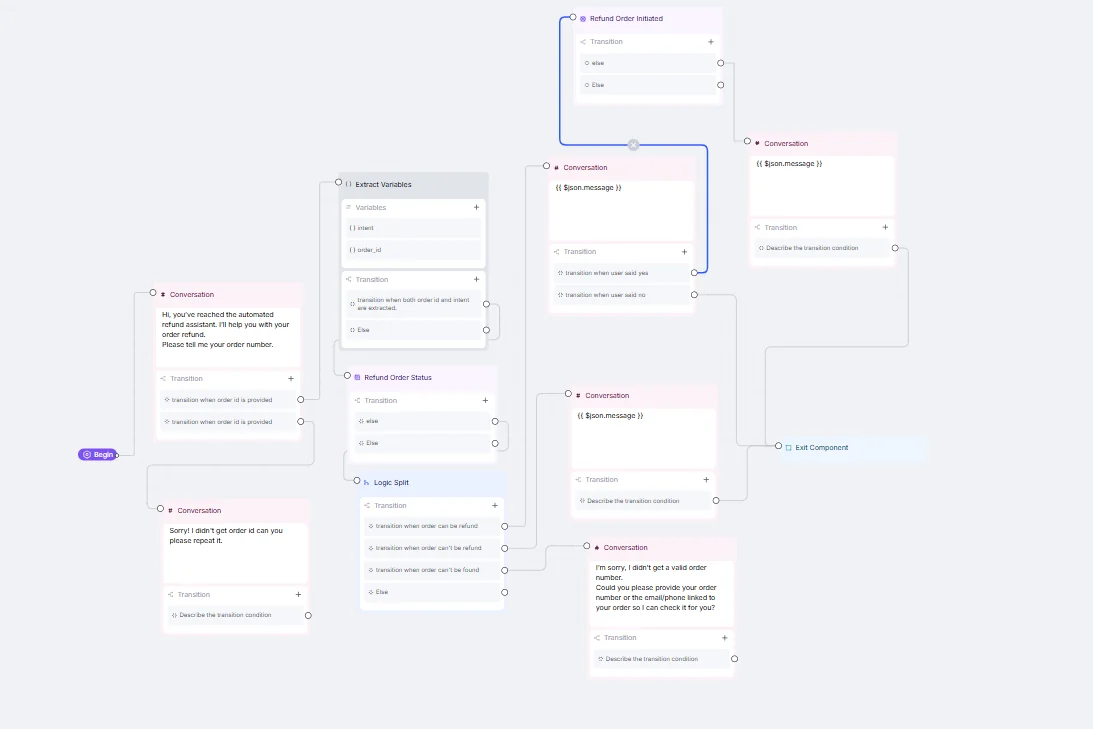 Refund Order Initiated
Transition
else
Else
Conversation
{{ $json.message }}
Transition
Describe the transition condition
Conversation
{{ $json.message }}
Transition
transition when user said yes
transition when user said no
Extract Variables
Variables
intent
order_id
Transition
transition when both order id and intent
are extracted.
Else
Conversation
Hi, you've reached the automated
refund assistant. I'll help you with your
order refund.
Please tell me your order number.
Transition
transition when order id is provided
transition when order id is provided
Begin
Refund Order Status
Transition
else
Else
Logic Split
Transition
transition when order can be refund
transition when order can't be refund
transition when order can't be found
Else
Conversation
{{ $json.message }}
Transition
Describe the transition condition
Exit Component
Conversation
Sorry! I didn't get order id can you
please repeat it.
Transition
Describe the transition condition
Conversation
I'm sorry, I didn't get a valid order
number.
Could you please provide your order
number or the email/phone linked to
your order so I can check it for you?
Transition
Describe the transition condition